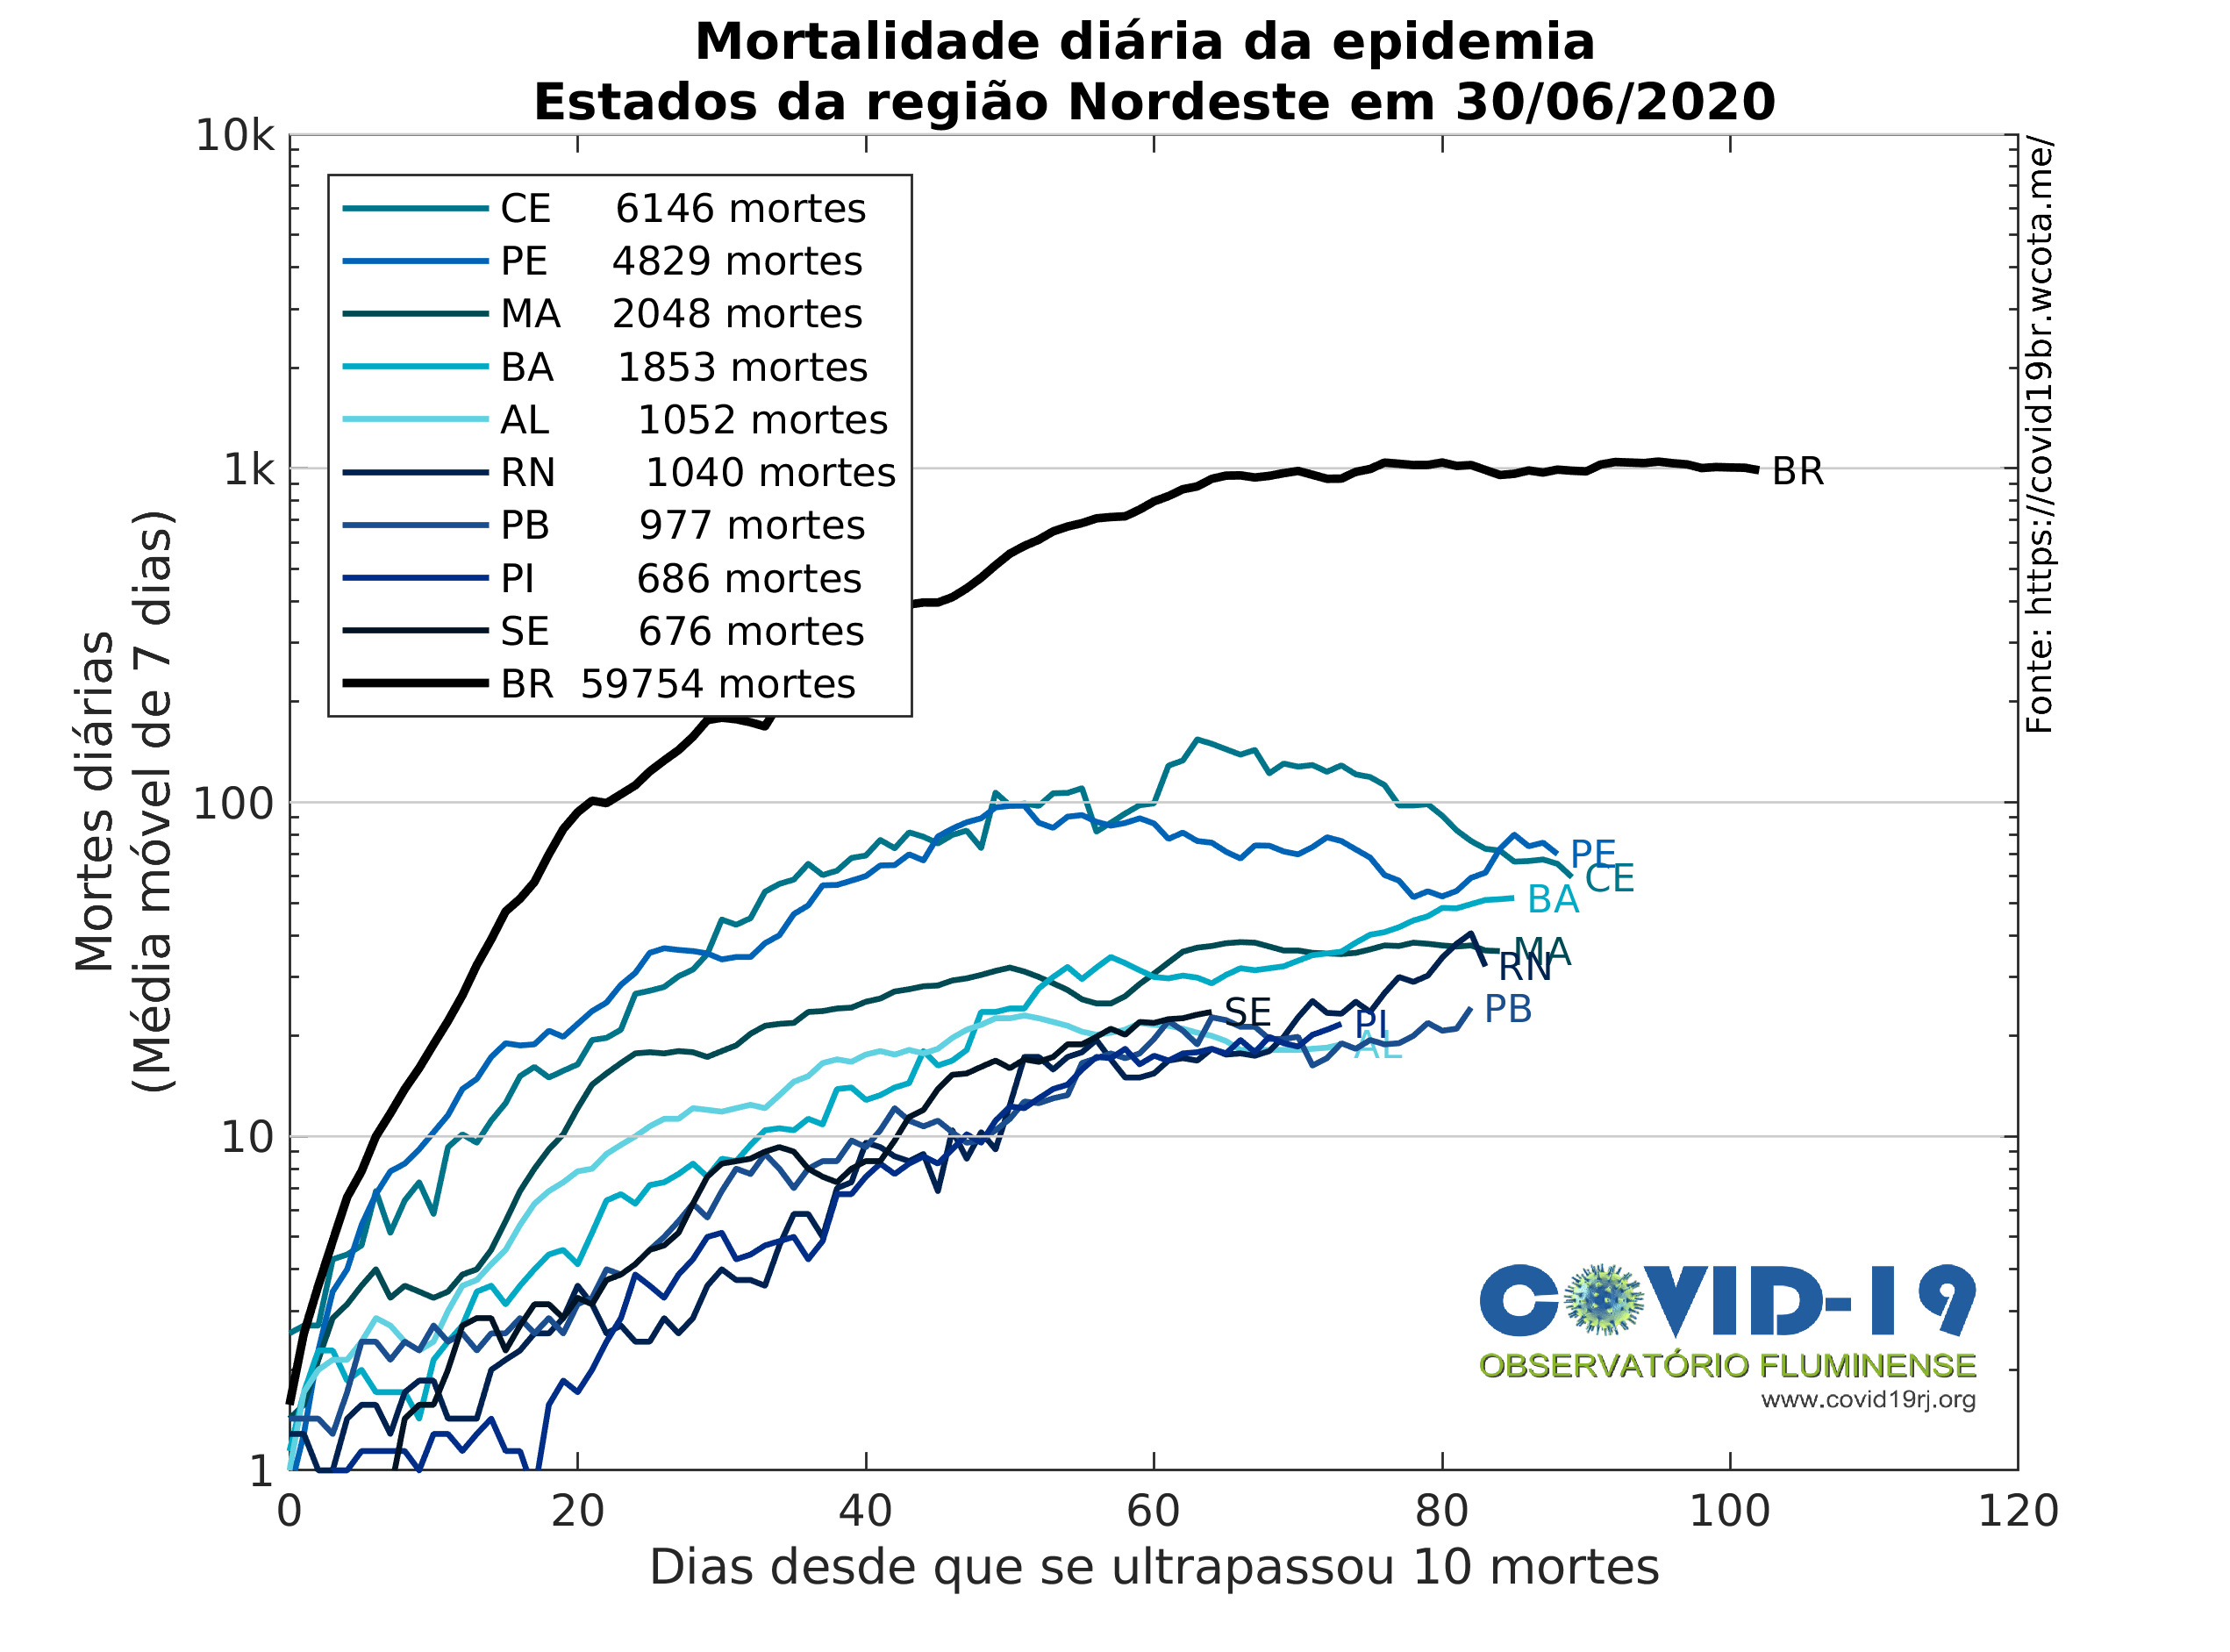 Mortalidade diária da epidemia
Estados da região Nordeste em 30/06/2020
10k
1k
100
10
1
Mortes diárias
(Média móvel de 7 dias)
CE 6146 mortes
PE 4829 mortes
MA 2048 mortes
BA 1853 mortes
AL 1052 mortes
RN 1040 mortes
PB 977 mortes
PI 686 mortes
SE 676 mortes
BR 59754 mortes
BR
PE
CE
BA
MA
RN
SE
PB
PI
AL
Fonte: https://covid19br.wcota.me/
COVID-19
OBSERVATÓRIO FLUMINENSE
www.covid19rj.org
0 20 40 60 80 100 120
Dias desde que se ultrapassou 10 mortes